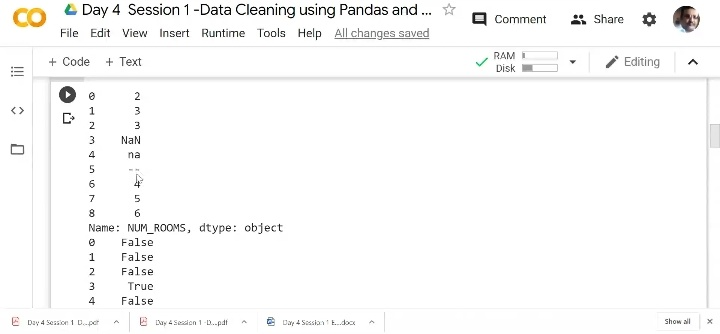 Day 4 Session 1 -Data Cleaning using Pandas and ...
Comment
Share
File Edit View Insert Runtime Tools Help All changes saved
+ Code + Text
RAM
Disk
Editing
0 2
1 3
2 3
3 NaN
4 na
5 --
6 4
7 5
8 6
Name: NUM_ROOMS, dtype: object
0 False
1 False
2 False
3 True
4 False
Day 4 Session 1 D....pdf
Day 4 Session 1 -D....pdf
Day 4 Session 1 E....docx
Show all